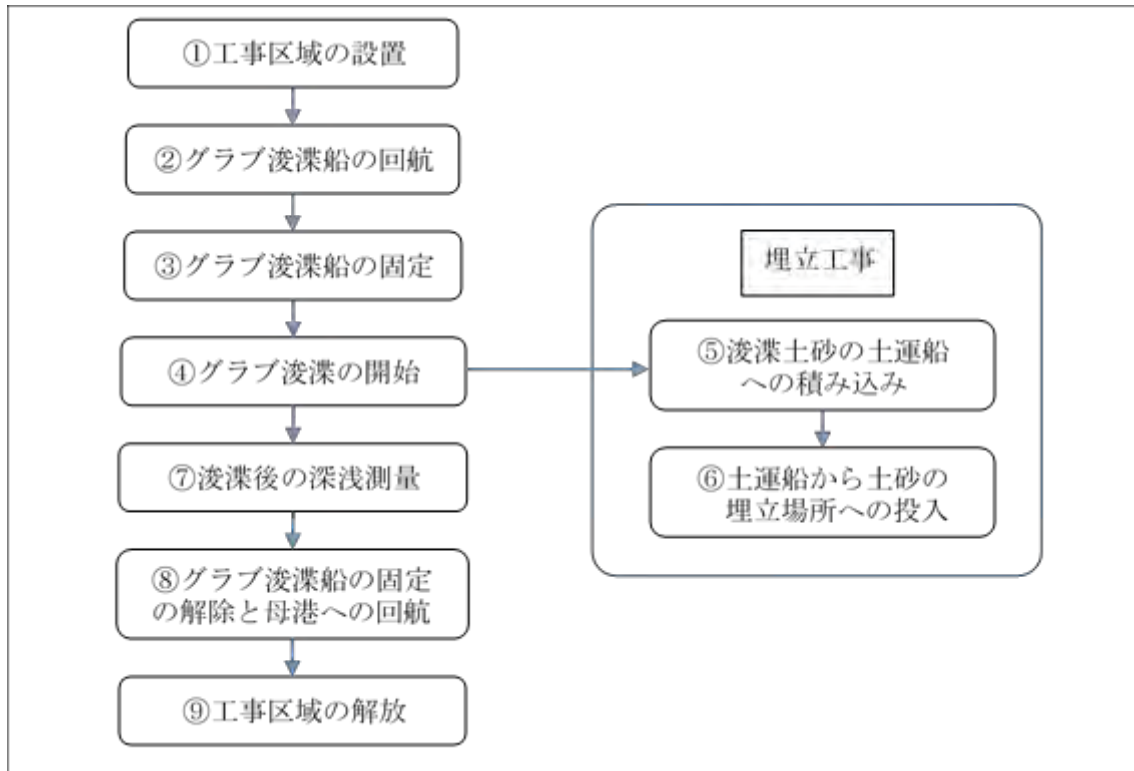 ①工事区域の設置
②グラブ浚渫船の回航
③グラブ浚渫船の固定
④グラブ浚渫の開始
埋立工事
⑤浚渫土砂の土運船
への積み込み
⑥土運船から土砂の
埋立場所への投入
⑦浚渫後の深浅測量
⑧グラブ浚渫船の固定
の解除と母港への回航
⑨工事区域の解放